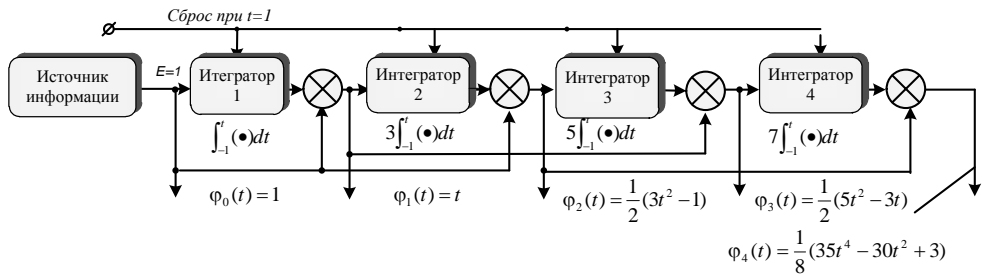 Сброс при t=1
Источник информации
E=1
Итегратор 1
Интегратор 2
Интегратор 3
Интегратор 4
∫₋₁ᵗ(•)dt
3∫₋₁ᵗ(•)dt
5∫₋₁ᵗ(•)dt
7∫₋₁ᵗ(•)dt
φ₀(t) = 1
φ₁(t) = t
φ₂(t) = 1/2(3t² − 1)
φ₃(t) = 1/2(5t² − 3t)
φ₄(t) = 1/8(35t⁴ − 30t² + 3)